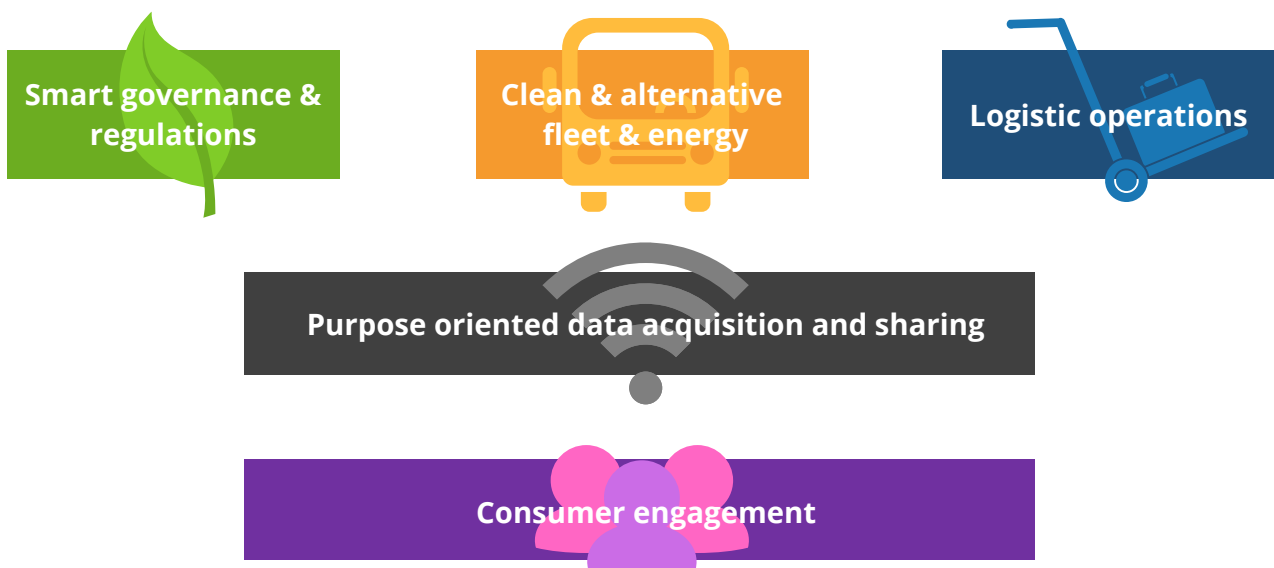 Smart governance &
regulations
Clean & alternative
fleet & energy
Logistic operations
Purpose oriented data acquisition and sharing
Consumer engagement